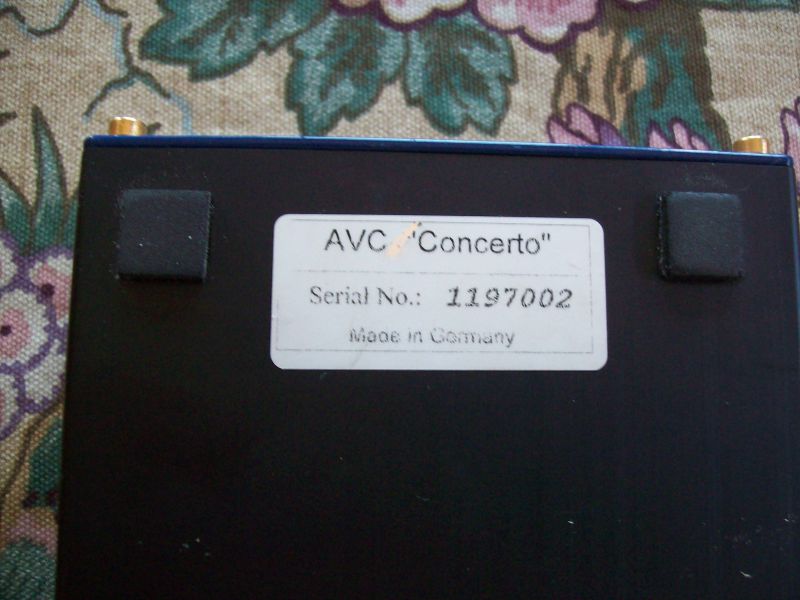 AVC "Concerto"
Serial No.: 1197002
Made in Germany